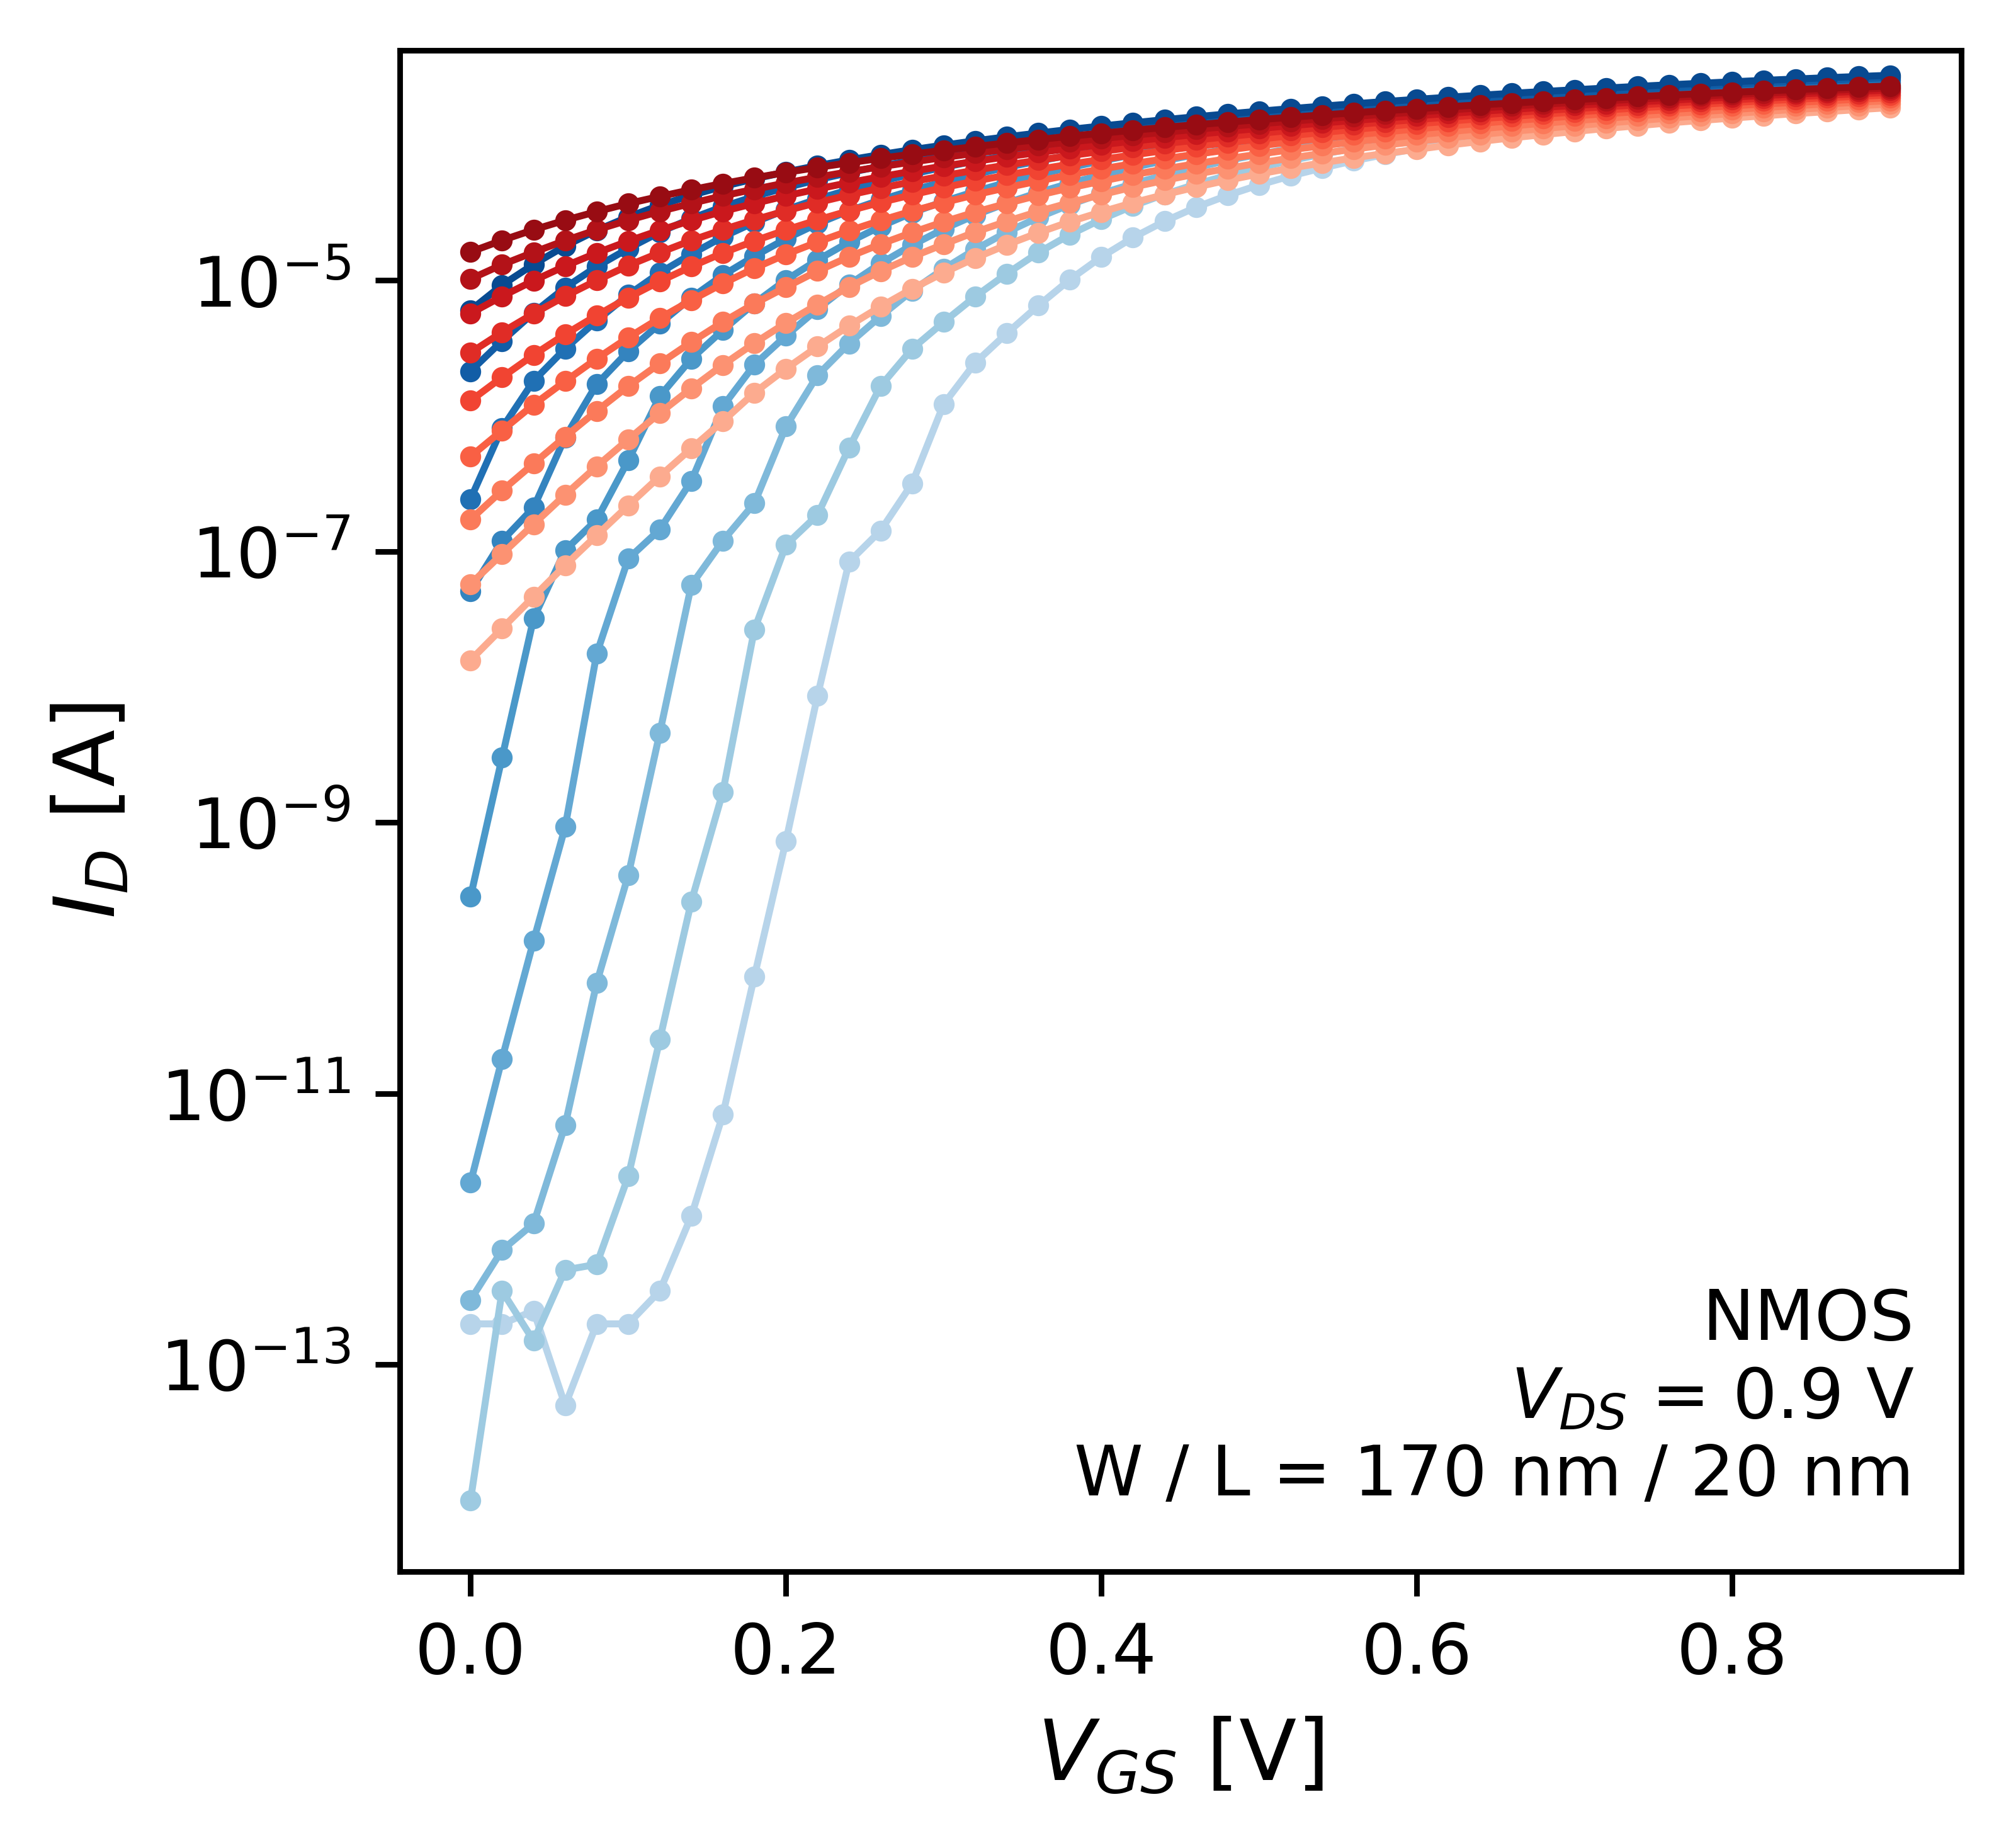 I_D [A]
10⁻⁵
10⁻⁷
10⁻⁹
10⁻¹¹
10⁻¹³
NMOS
V_DS = 0.9 V
W / L = 170 nm / 20 nm
0.0 0.2 0.4 0.6 0.8
V_GS [V]